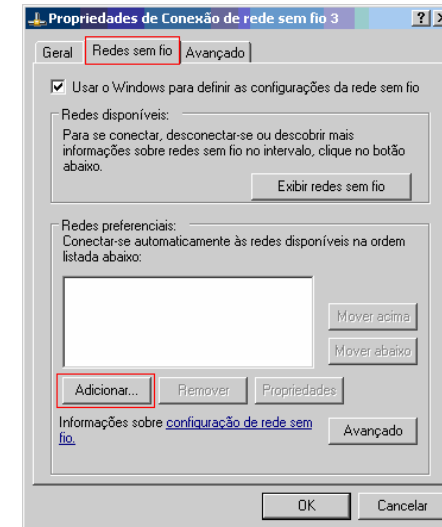 Propriedades de Conexão de rede sem fio 3
Geral Redes sem fio Avançado
Usar o Windows para definir as configurações da rede sem fio
Redes disponíveis:
Para se conectar, desconectar-se ou descobrir mais
informações sobre redes sem fio no intervalo, clique no botão
abaixo.
Exibir redes sem fio
Redes preferenciais:
Conectar-se automaticamente às redes disponíveis na ordem
listada abaixo:
Mover acima
Mover abaixo
Adicionar... Remover Propriedades
Informações sobre configuração de rede sem
fio.
Avançado
OK Cancelar